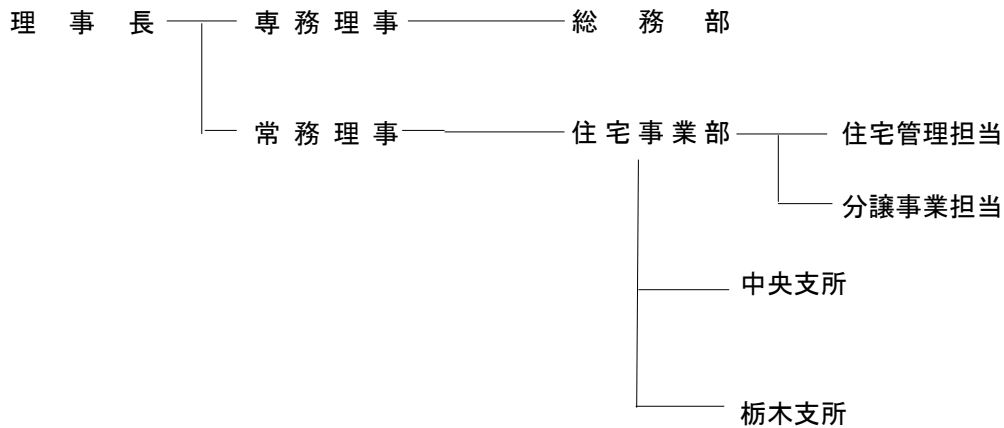 理事長 専務理事 総務部
常務理事 住宅事業部 住宅管理担当
分譲事業担当
中央支所
栃木支所